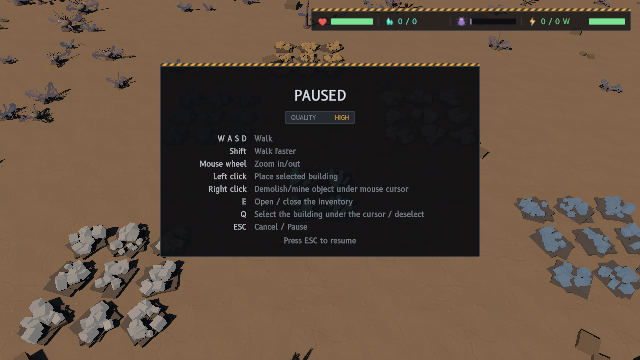 0 / 0
0 / 0 W
PAUSED
QUALITY HIGH
W A S D Walk
Shift Walk faster
Mouse wheel Zoom in/out
Left click Place selected building
Right click Demolish/mine object under mouse cursor
E Open / close the inventory
Q Select the building under the cursor / deselect
ESC Cancel / Pause
Press ESC to resume